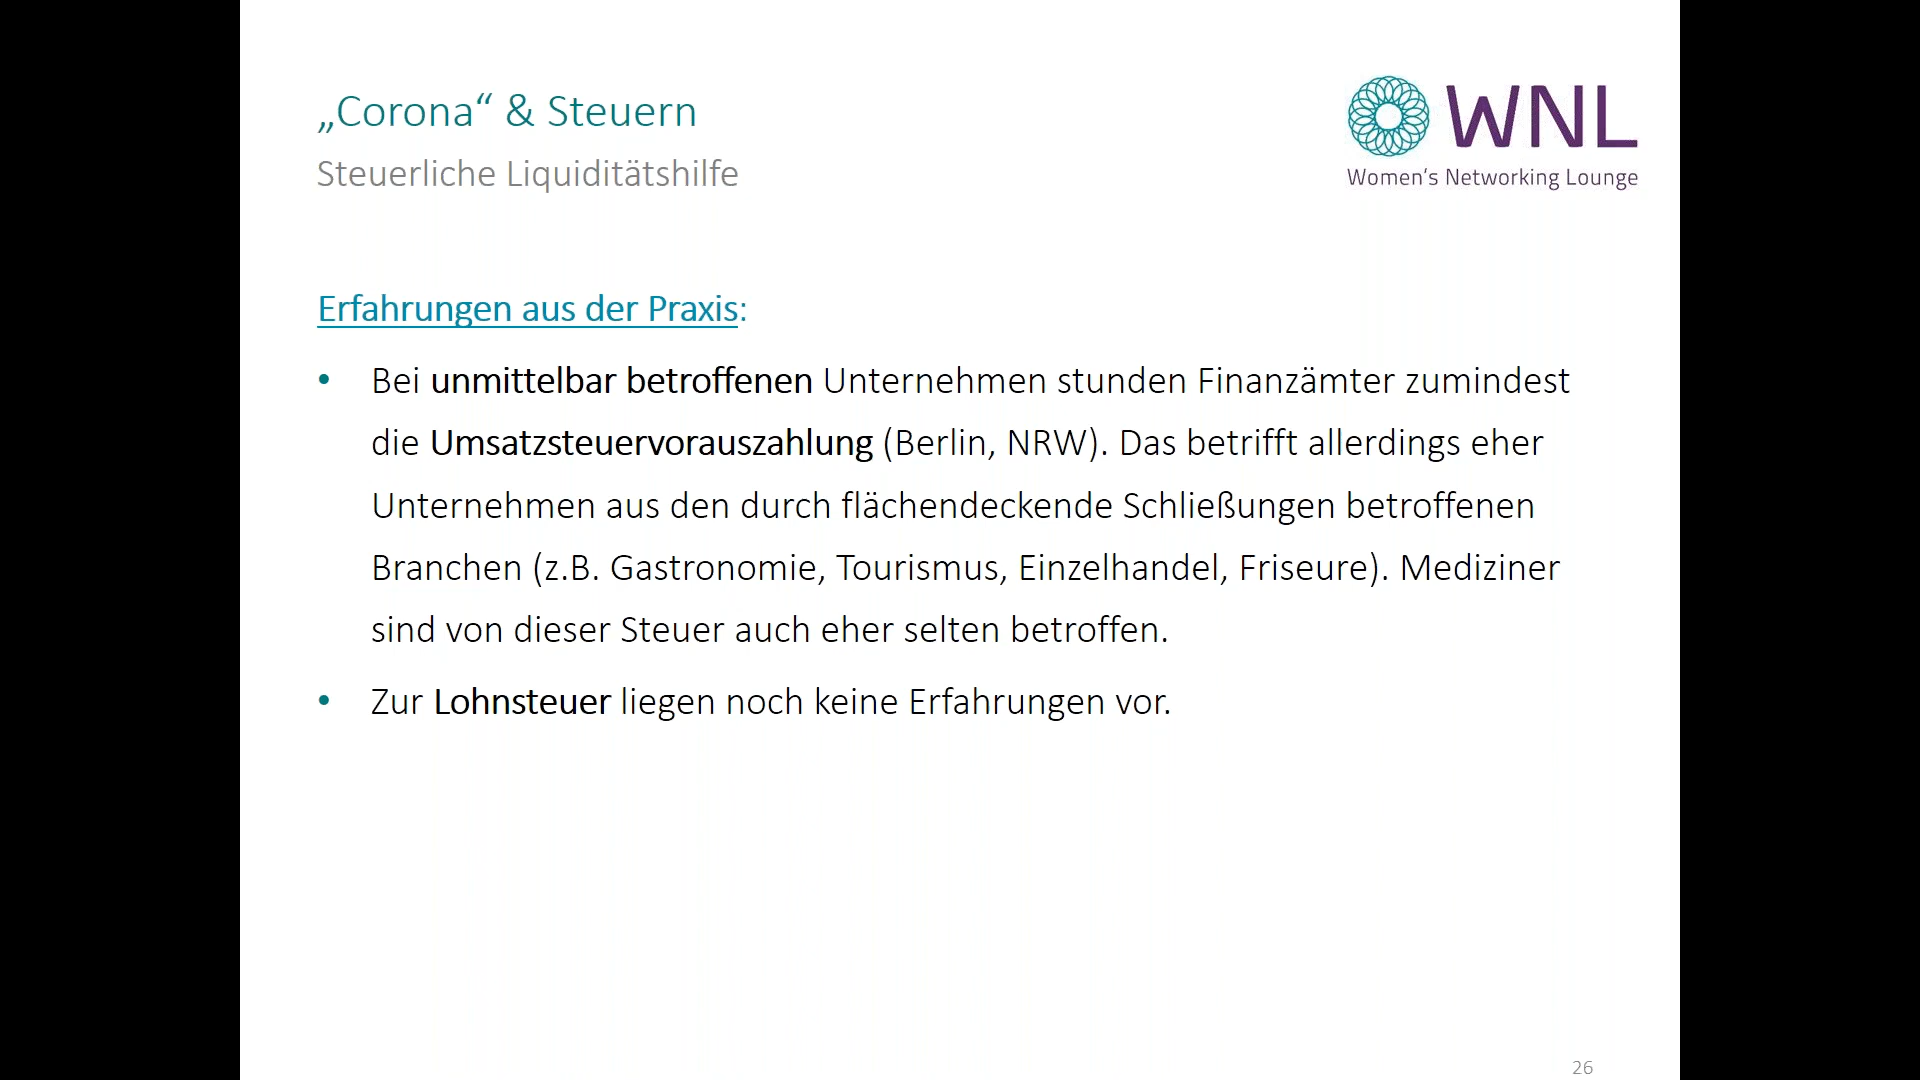 „Corona“ & Steuern
Steuerliche Liquiditätshilfe
WNL
Women‘s Networking Lounge
Erfahrungen aus der Praxis:
• Bei unmittelbar betroffenen Unternehmen stunden Finanzämter zumindest
die Umsatzsteuervorauszahlung (Berlin, NRW). Das betrifft allerdings eher
Unternehmen aus den durch flächendeckende Schließungen betroffenen
Branchen (z.B. Gastronomie, Tourismus, Einzelhandel, Friseure). Mediziner
sind von dieser Steuer auch eher selten betroffen.
• Zur Lohnsteuer liegen noch keine Erfahrungen vor.
26